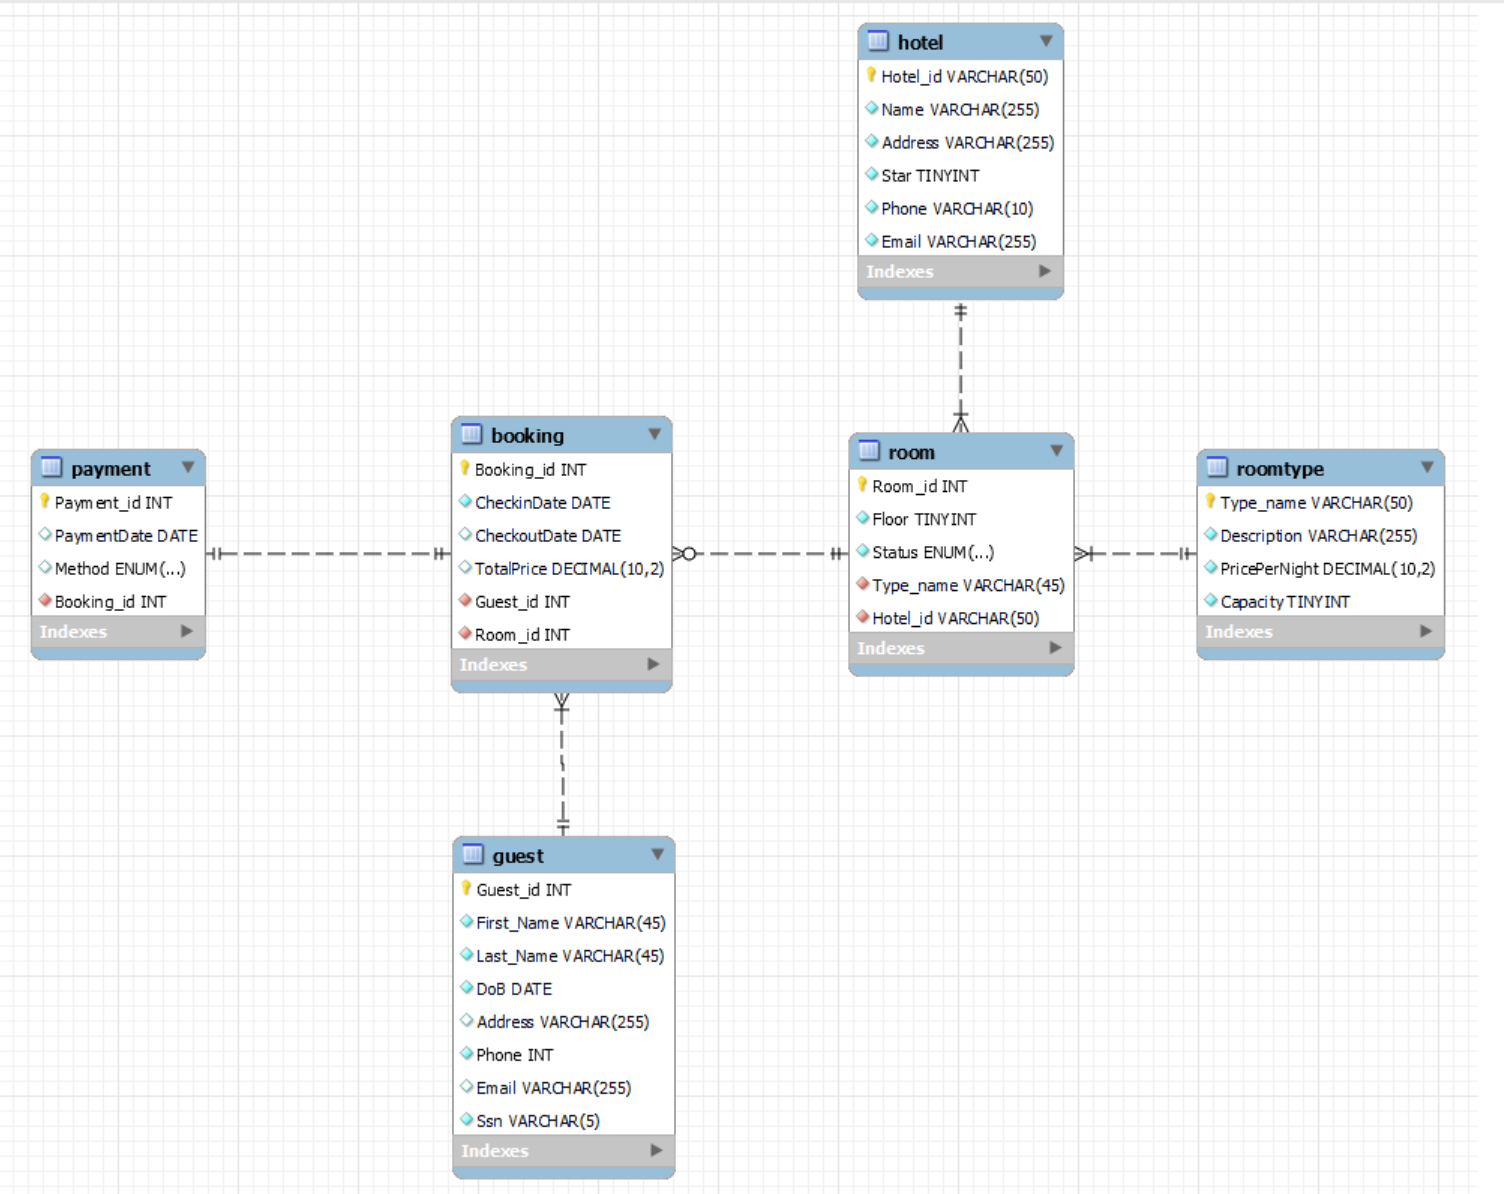 hotel
Hotel_id VARCHAR(50)
Name VARCHAR(255)
Address VARCHAR(255)
Star TINYINT
Phone VARCHAR(10)
Email VARCHAR(255)
Indexes
payment
Payment_id INT
PaymentDate DATE
Method ENUM(...)
Booking_id INT
Indexes
booking
Booking_id INT
CheckinDate DATE
CheckoutDate DATE
TotalPrice DECIMAL(10,2)
Guest_id INT
Room_id INT
Indexes
room
Room_id INT
Floor TINYINT
Status ENUM(...)
Type_name VARCHAR(45)
Hotel_id VARCHAR(50)
Indexes
roomtype
Type_name VARCHAR(50)
Description VARCHAR(255)
PricePerNight DECIMAL(10,2)
Capacity TINYINT
Indexes
guest
Guest_id INT
First_Name VARCHAR(45)
Last_Name VARCHAR(45)
DoB DATE
Address VARCHAR(255)
Phone INT
Email VARCHAR(255)
Ssn VARCHAR(5)
Indexes